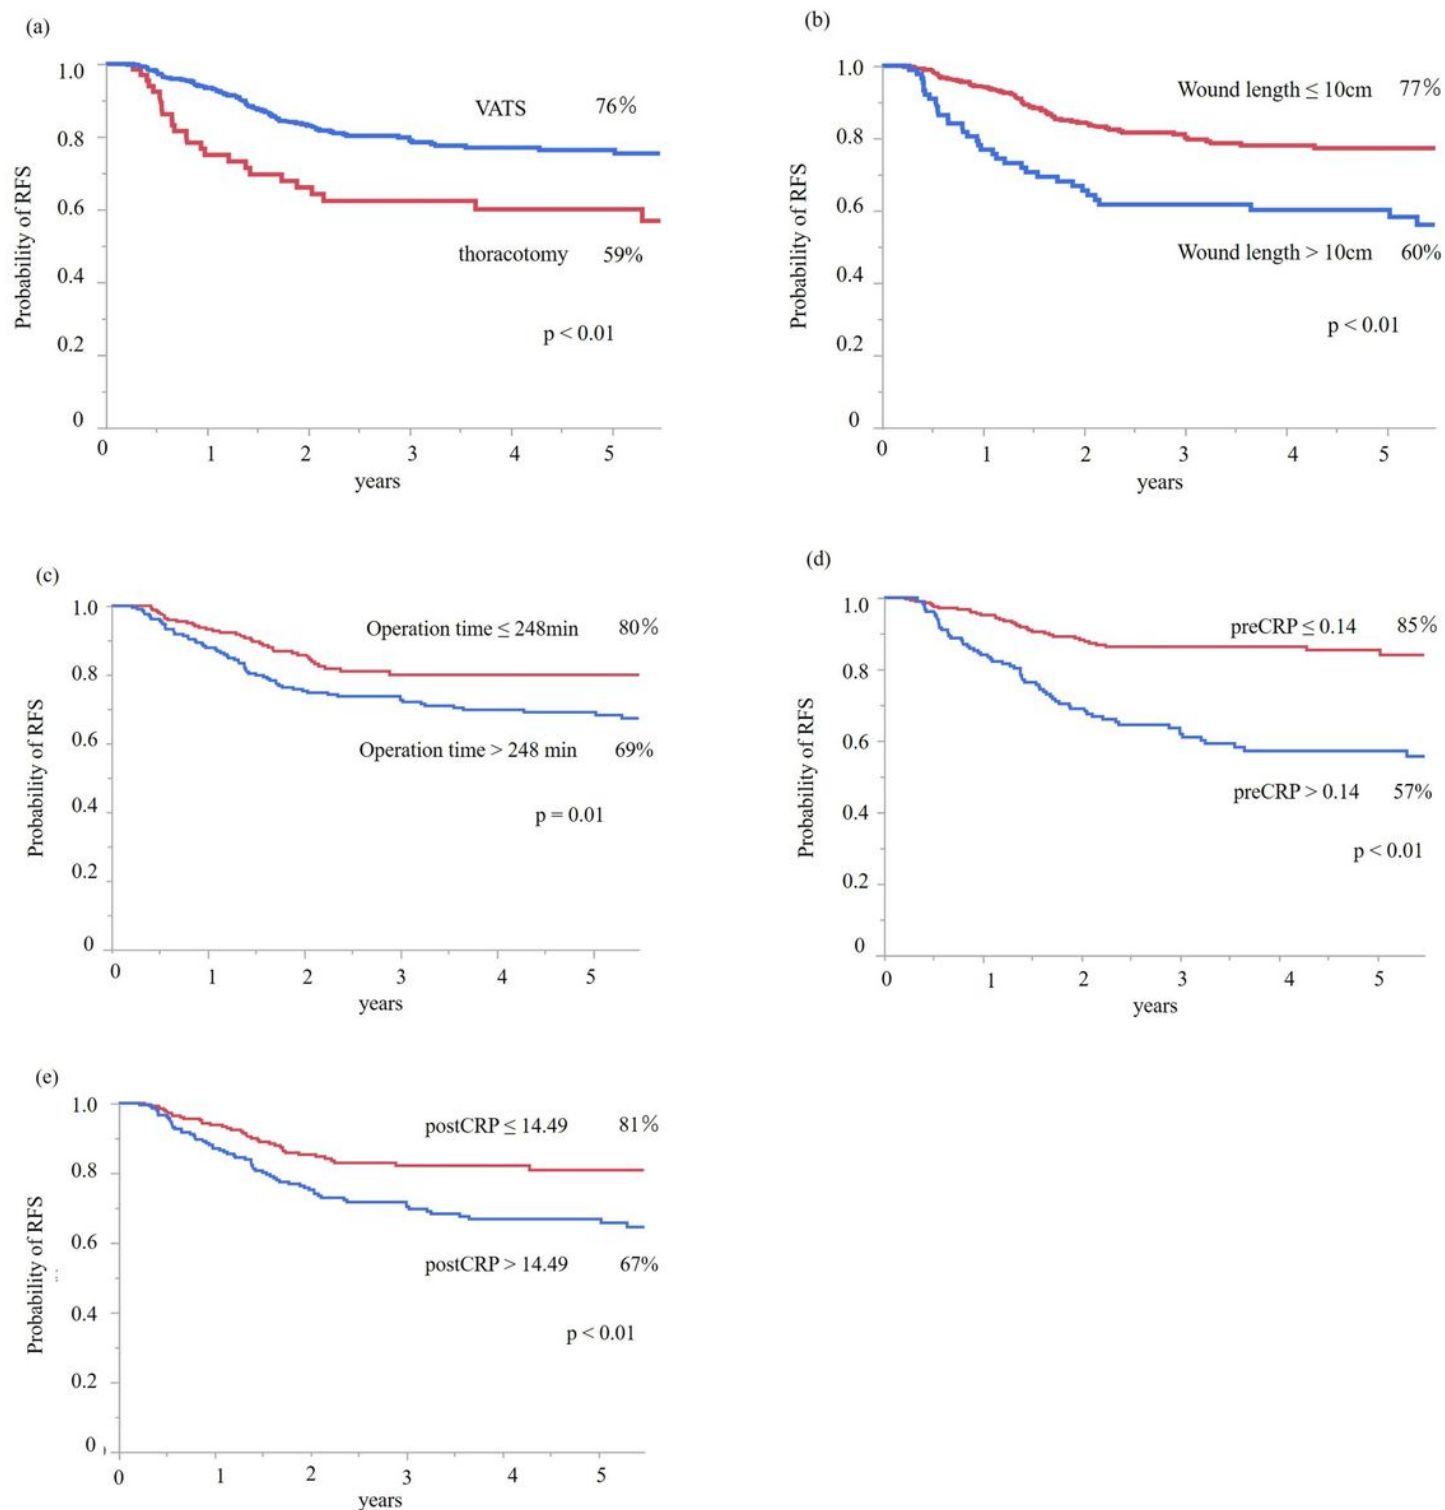 (a)
1.0
0.8
0.6
0.4
0.2
0
Probability of RFS
VATS 76%
thoracotomy 59%
p < 0.01
0 1 2 3 4 5
years
(b)
1.0
0.8
0.6
0.4
0.2
0
Probability of RFS
Wound length ≤ 10cm 77%
Wound length > 10cm 60%
p < 0.01
0 1 2 3 4 5
years
(c)
1.0
0.8
0.6
0.4
0.2
0
Probability of RFS
Operation time ≤ 248min 80%
Operation time > 248 min 69%
p = 0.01
0 1 2 3 4 5
years
(d)
1.0
0.8
0.6
0.4
0.2
0
Probability of RFS
preCRP ≤ 0.14 85%
preCRP > 0.14 57%
p < 0.01
0 1 2 3 4 5
years
(e)
1.0
0.8
0.6
0.4
0.2
0
Probability of RFS
postCRP ≤ 14.49 81%
postCRP > 14.49 67%
p < 0.01
0 1 2 3 4 5
years